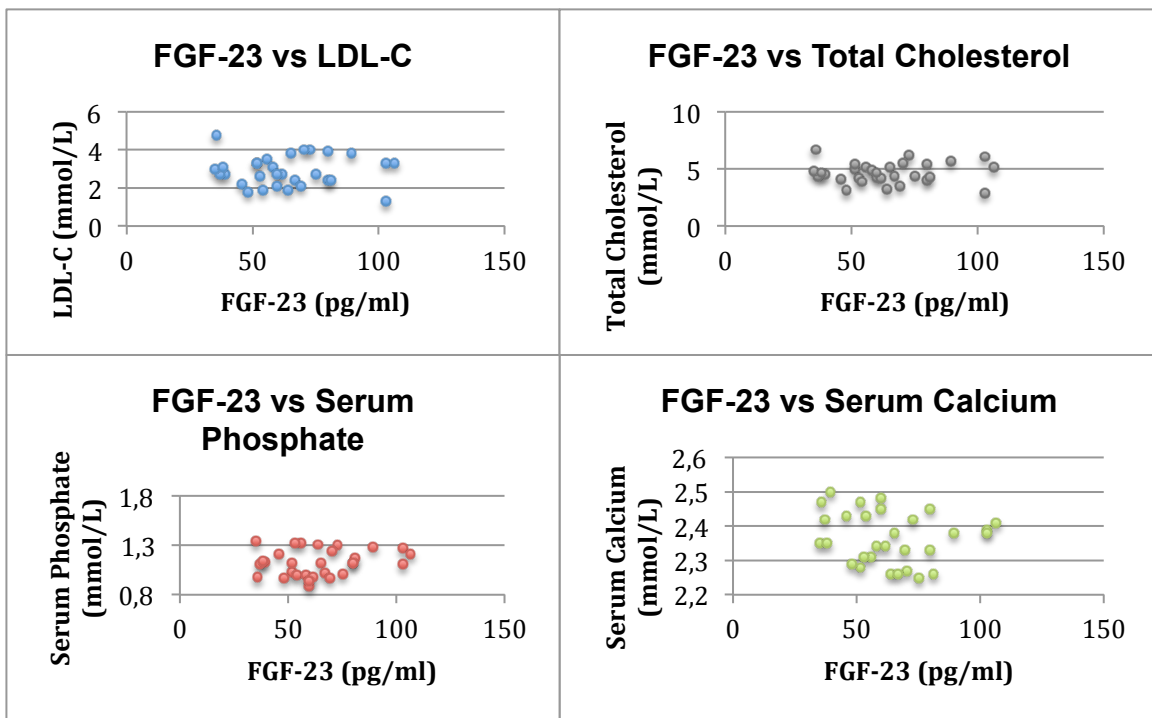 FGF-23 vs LDL-C
LDL-C (mmol/L)
6
4
2
0
0 50 100 150
FGF-23 (pg/ml)
FGF-23 vs Total Cholesterol
Total Cholesterol
(mmol/L)
10
5
0
0 50 100 150
FGF-23 (pg/ml)
FGF-23 vs Serum
Phosphate
Serum Phosphate
(mmol/L)
1,8
1,3
0,8
0 50 100 150
FGF-23 (pg/ml)
FGF-23 vs Serum Calcium
Serum Calcium
(mmol/L)
2,6
2,5
2,4
2,3
2,2
0 50 100 150
FGF-23 (pg/ml)